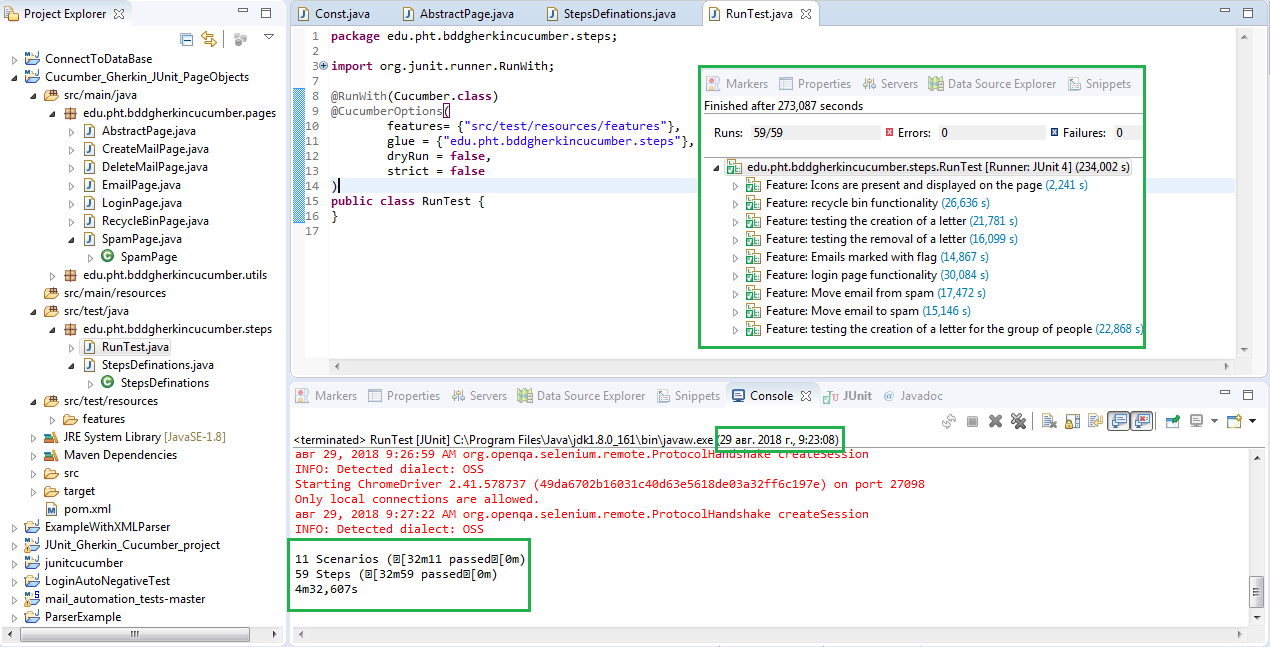 Project Explorer
ConnectToDataBase
Cucumber_Gherkin_JUnit_PageObjects
src/main/java
edu.pht.bddgherkincucumber.pages
AbstractPage.java
CreateMailPage.java
DeleteMailPage.java
EmailPage.java
LoginPage.java
RecycleBinPage.java
SpamPage.java
SpamPage
edu.pht.bddgherkincucumber.utils
src/main/resources
src/test/java
edu.pht.bddgherkincucumber.steps
RunTest.java
StepsDefinations.java
StepsDefinations
src/test/resources
features
JRE System Library [JavaSE-1.8]
Maven Dependencies
src
target
pom.xml
ExampleWithXMLParser
JUnit_Gherkin_Cucumber_project
junitcucumber
LoginAutoNegativeTest
mail_automation_tests-master
ParserExample
Const.java AbstractPage.java StepsDefinations.java RunTest.java
1 package edu.pht.bddgherkincucumber.steps;
2
3 import org.junit.runner.RunWith;
7
8 @RunWith(Cucumber.class)
9 @CucumberOptions(
10 features= {"src/test/resources/features"},
11 glue = {"edu.pht.bddgherkincucumber.steps"},
12 dryRun = false,
13 strict = false
14 )
15 public class RunTest {
16 }
17
Markers Properties Servers Data Source Explorer Snippets
Finished after 273,087 seconds
Runs: 59/59 Errors: 0 Failures: 0
edu.pht.bddgherkincucumber.steps.RunTest [Runner: JUnit 4] (234,002 s)
Feature: Icons are present and displayed on the page (2,241 s)
Feature: recycle bin functionality (26,636 s)
Feature: testing the creation of a letter (21,781 s)
Feature: testing the removal of a letter (16,099 s)
Feature: Emails marked with flag (14,867 s)
Feature: login page functionality (30,084 s)
Feature: Move email from spam (17,472 s)
Feature: Move email to spam (15,146 s)
Feature: testing the creation of a letter for the group of people (22,868 s)
Markers Properties Servers Data Source Explorer Snippets Console JUnit Javadoc
<terminated> RunTest [JUnit] C:\Program Files\Java\jdk1.8.0_161\bin\javaw.exe (29 авг. 2018 г., 9:23:08)
авг 29, 2018 9:26:59 AM org.openqa.selenium.remote.ProtocolHandshake createSession
INFO: Detected dialect: OSS
Starting ChromeDriver 2.41.578737 (49da6702b16031c40d63e5618de03a32ff6c197e) on port 27098
Only local connections are allowed.
авг 29, 2018 9:27:22 AM org.openqa.selenium.remote.ProtocolHandshake createSession
INFO: Detected dialect: OSS
11 Scenarios ([32m11 passed[0m)
59 Steps ([32m59 passed[0m)
4m32,607s